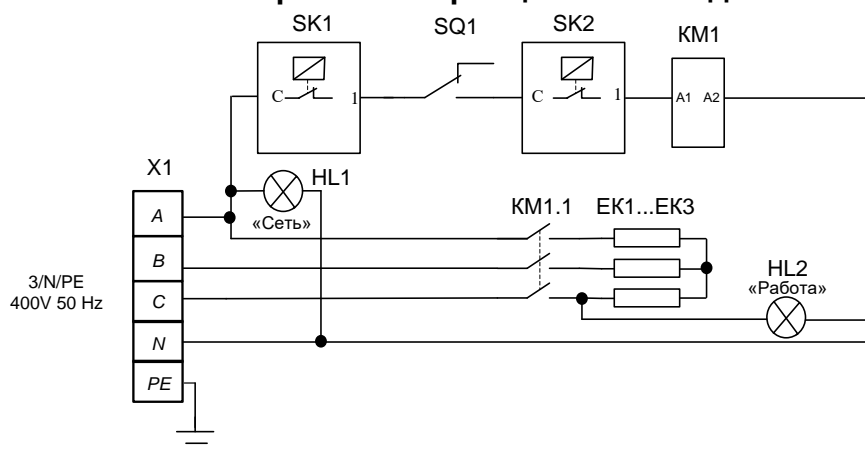 SK1 SQ1 SK2 KM1
C 1 C 1 A1 A2
X1
HL1
«Сеть»
A
KM1.1 EK1...EK3
B
HL2
3/N/PE
«Работа»
400V 50 Hz
C
N
PE